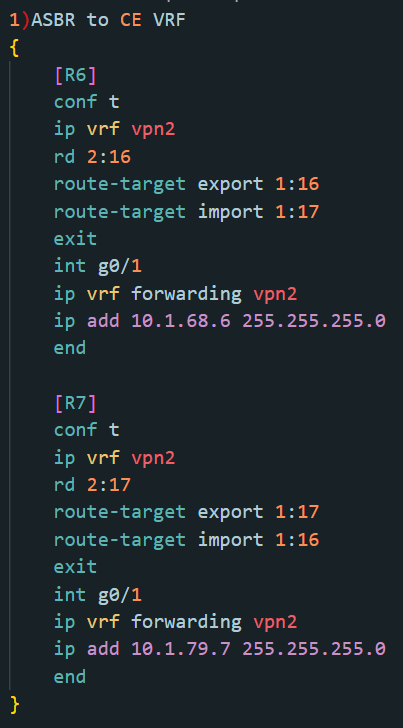 1)ASBR to CE VRF
{
[R6]
conf t
ip vrf vpn2
rd 2:16
route-target export 1:16
route-target import 1:17
exit
int g0/1
ip vrf forwarding vpn2
ip add 10.1.68.6 255.255.255.0
end
[R7]
conf t
ip vrf vpn2
rd 2:17
route-target export 1:17
route-target import 1:16
exit
int g0/1
ip vrf forwarding vpn2
ip add 10.1.79.7 255.255.255.0
end
}